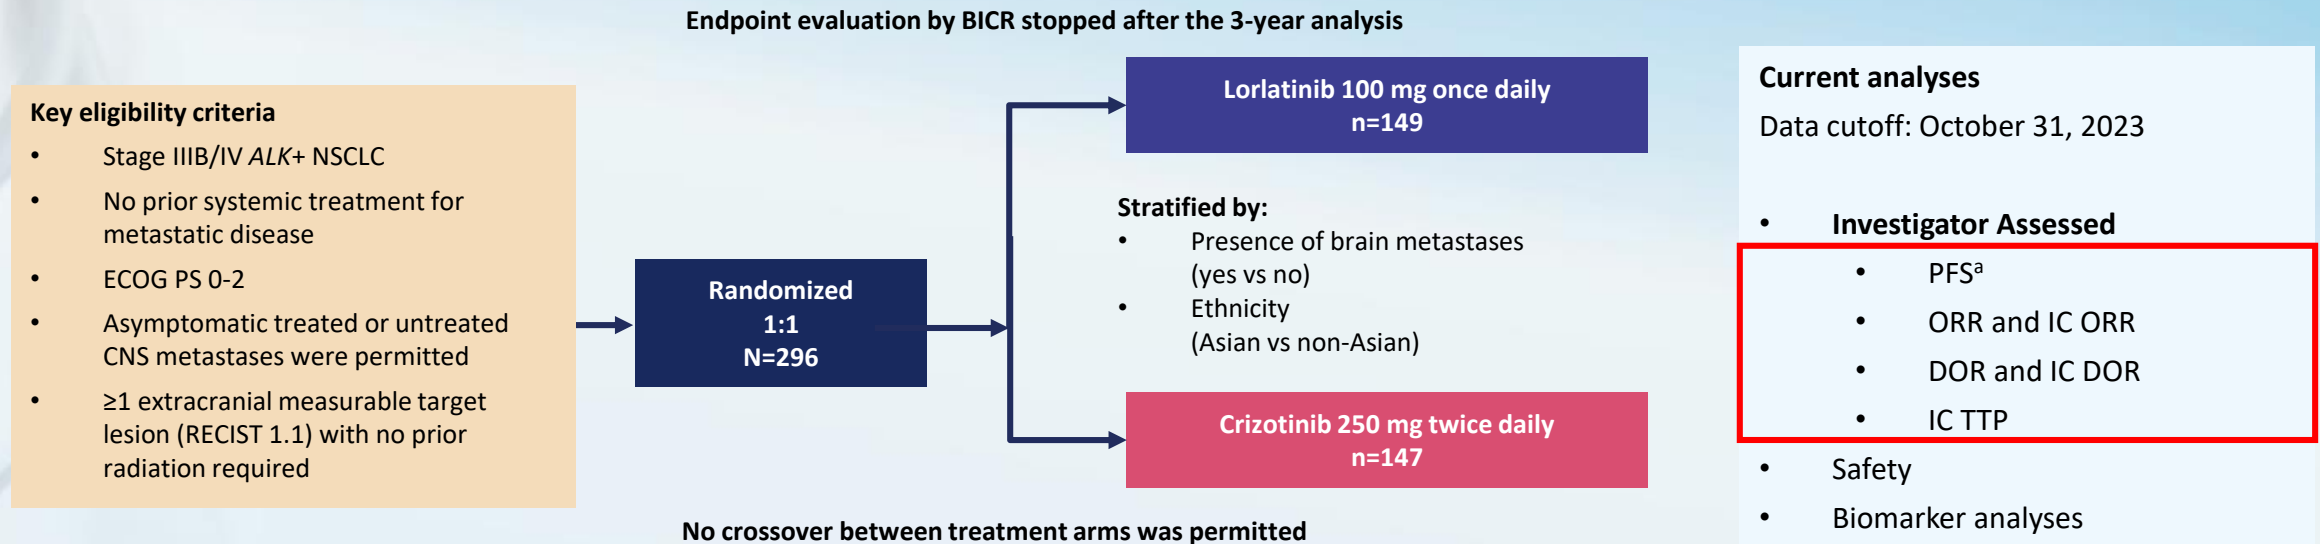 Endpoint evaluation by BICR stopped after the 3-year analysis
Key eligibility criteria
• Stage IIIB/IV ALK+ NSCLC
• No prior systemic treatment for
metastatic disease
• ECOG PS 0-2
• Asymptomatic treated or untreated
CNS metastases were permitted
• ≥1 extracranial measurable target
lesion (RECIST 1.1) with no prior
radiation required
Randomized
1:1
N=296
Lorlatinib 100 mg once daily
n=149
Stratified by:
• Presence of brain metastases
(yes vs no)
• Ethnicity
(Asian vs non-Asian)
Crizotinib 250 mg twice daily
n=147
No crossover between treatment arms was permitted
Current analyses
Data cutoff: October 31, 2023
• Investigator Assessed
• PFSᵃ
• ORR and IC ORR
• DOR and IC DOR
• IC TTP
• Safety
• Biomarker analyses